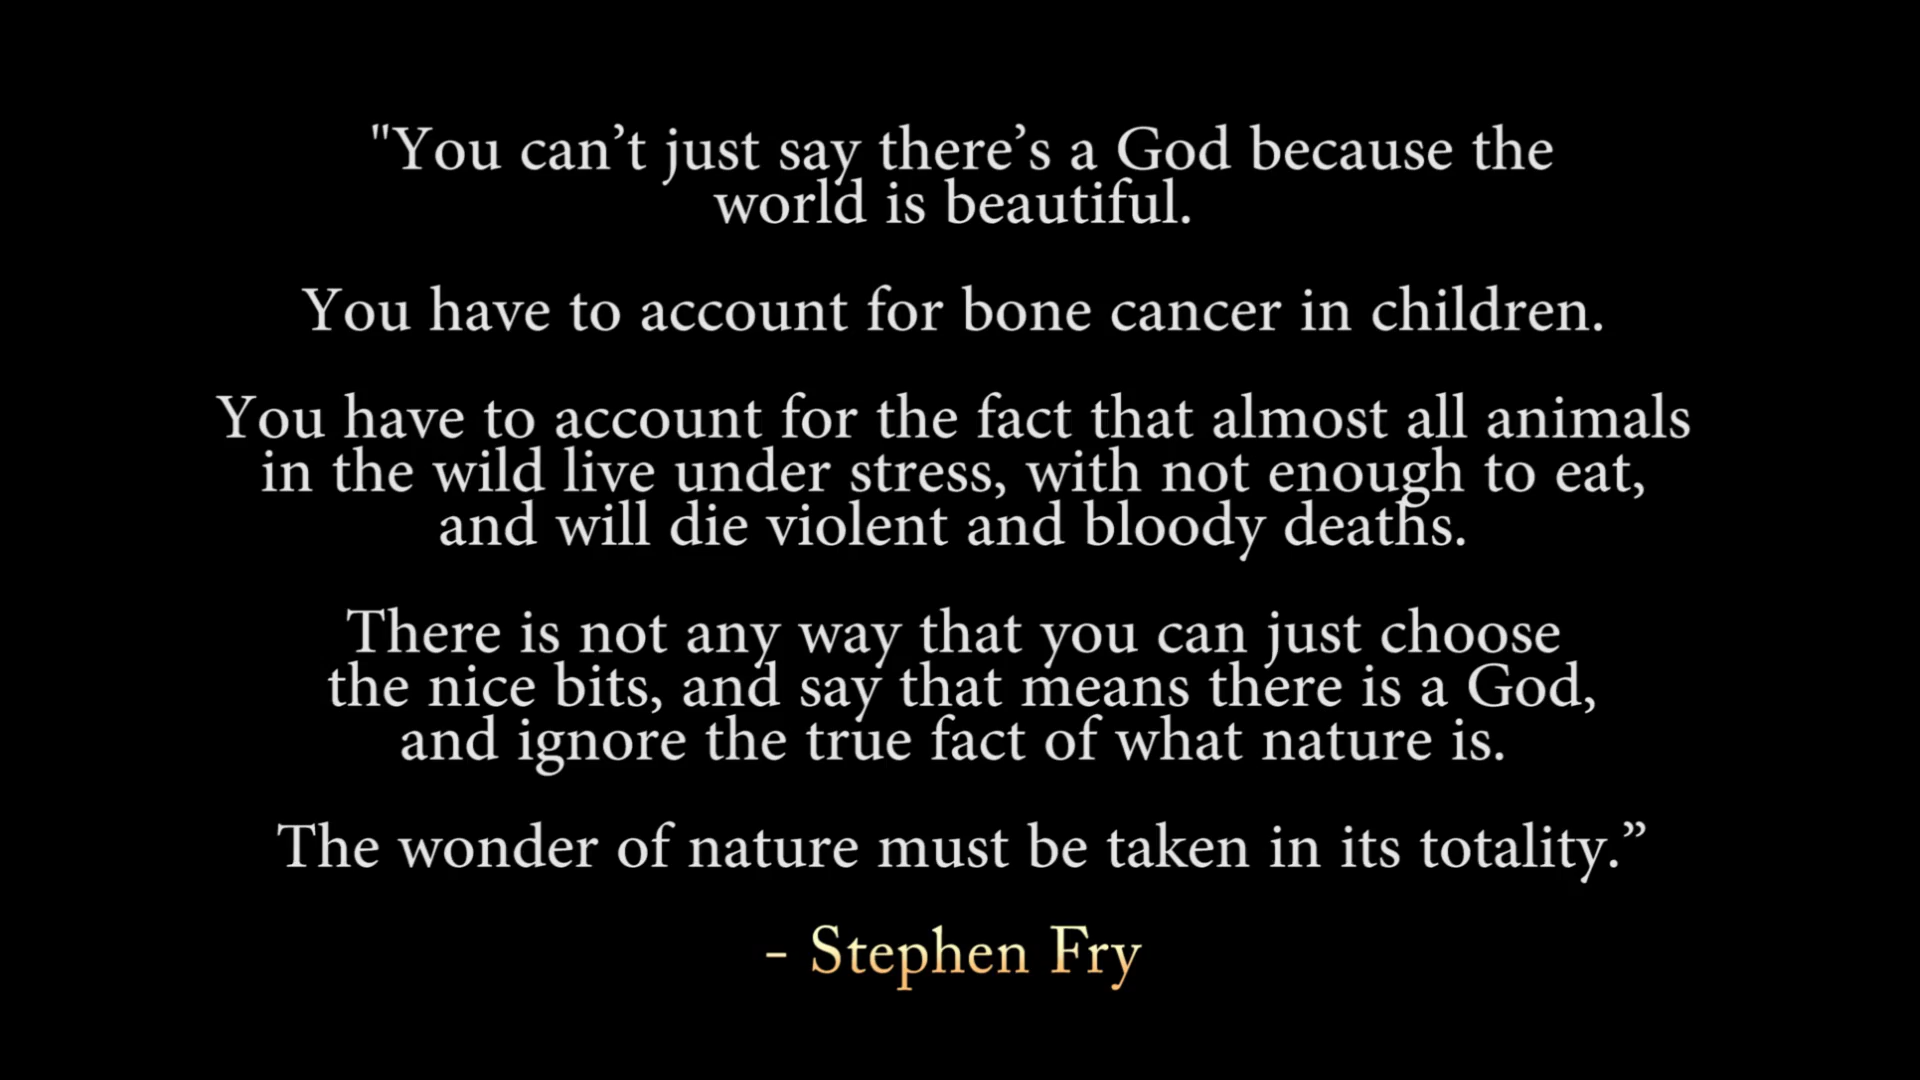 "You can’t just say there’s a God because the
world is beautiful.
You have to account for bone cancer in children.
You have to account for the fact that almost all animals
in the wild live under stress, with not enough to eat,
and will die violent and bloody deaths.
There is not any way that you can just choose
the nice bits, and say that means there is a God,
and ignore the true fact of what nature is.
The wonder of nature must be taken in its totality.”
- Stephen Fry